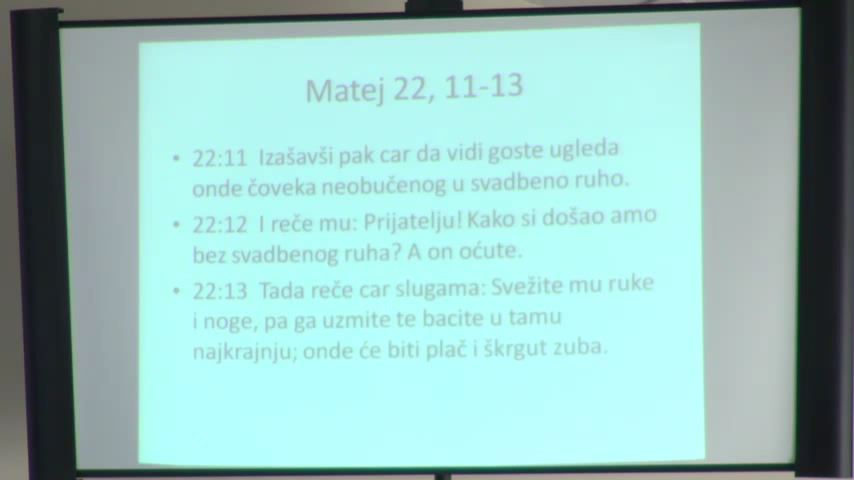 Matej 22, 11-13
• 22:11 Izašavši pak car da vidi goste ugleda
onde čoveka neobučenog u svadbeno ruho.
• 22:12 I reče mu: Prijatelju! Kako si došao amo
bez svadbenog ruha? A on oćute.
• 22:13 Tada reče car slugama: Svežite mu ruke
i noge, pa ga uzmite te bacite u tamu
najkrajnju; onde će biti plač i škrgut zuba.